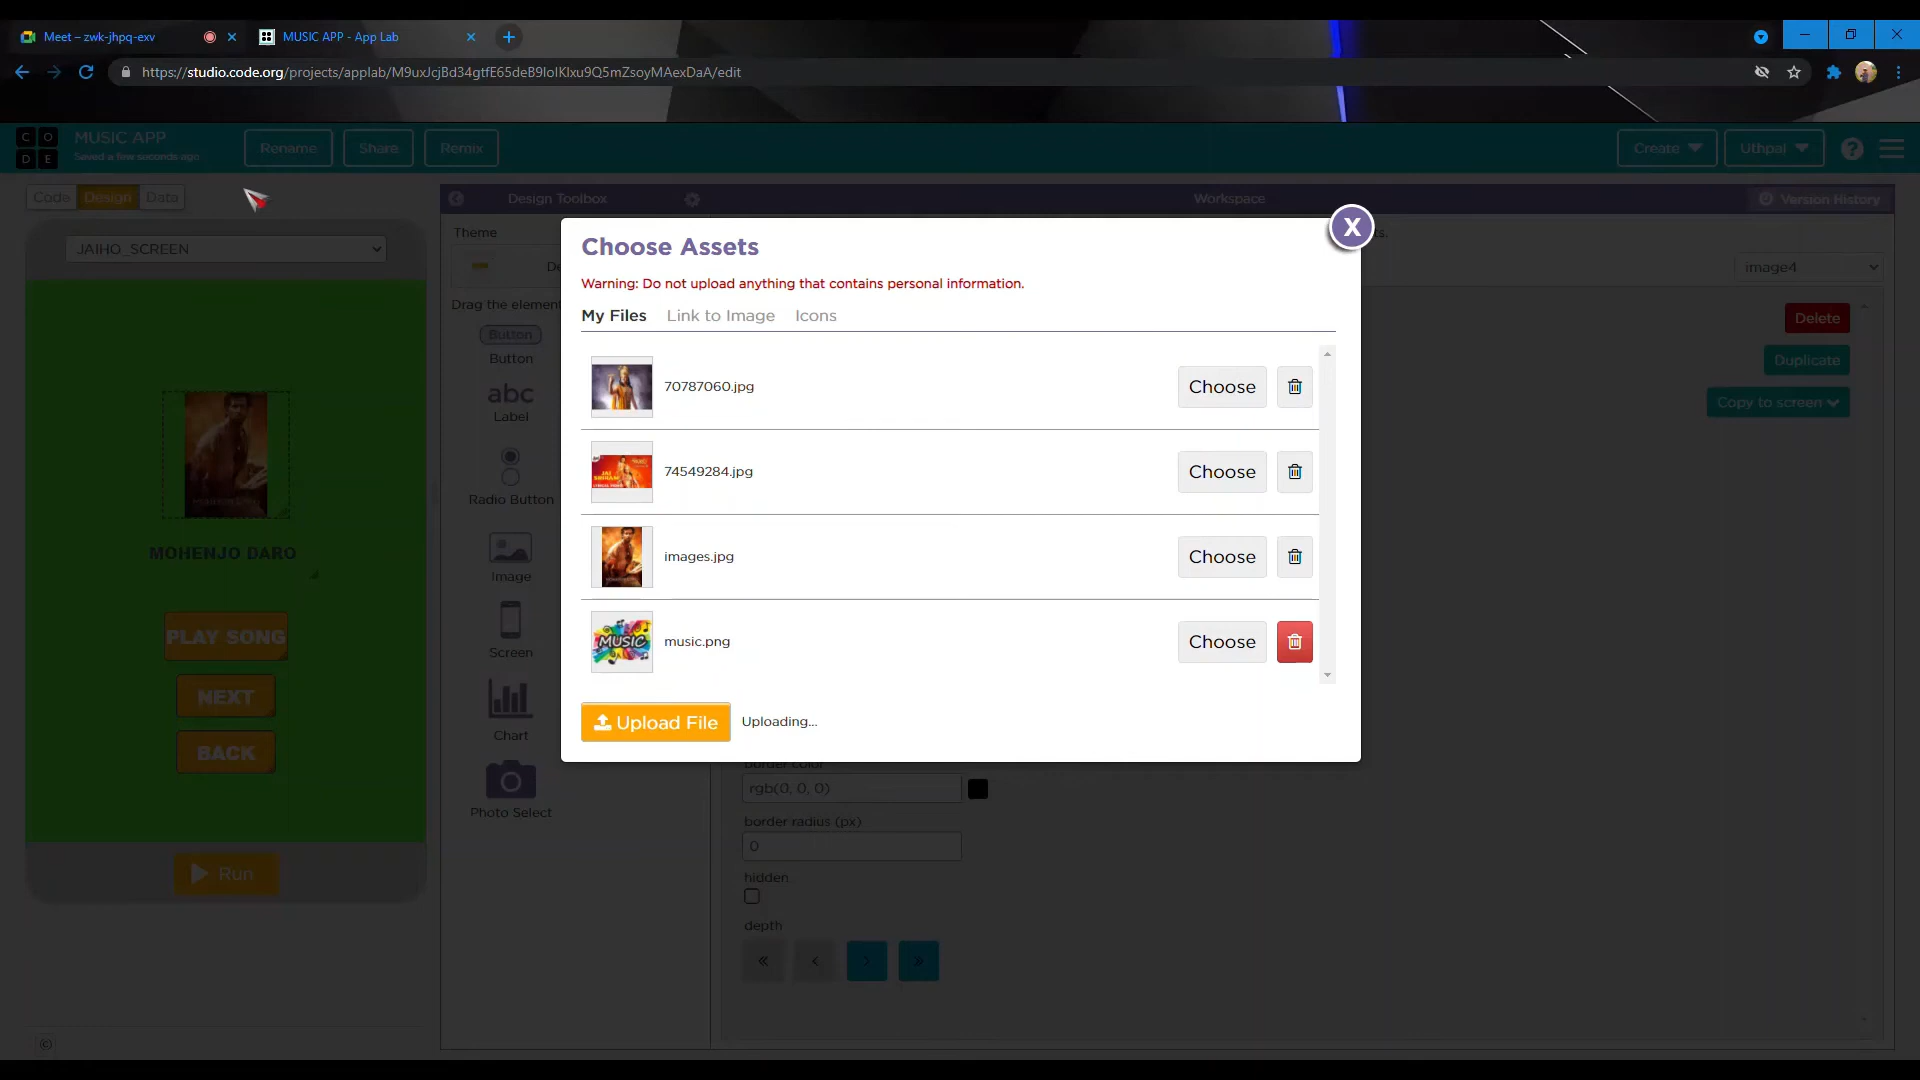 Meet – zwk-jhpq-exv
MUSIC APP - App Lab
https://studio.code.org/projects/applab/M9uxJcjBd34gtfE65deB9IoIKlxu9Q5mZsoyMAexDaA/edit
C O
D E
MUSIC APP
Saved a few seconds ago
Rename
Share
Remix
Create
Uthpal
?
Code
Design
Data
Design Toolbox
Workspace
Version History
JAIHO_SCREEN
Theme
image4
Drag the element
Delete
Duplicate
Copy to screen
Button
Button
abc
Label
Radio Button
Image
Screen
Chart
Photo Select
MOHENJO DARO
PLAY SONG
NEXT
BACK
Run
X
Choose Assets
Warning: Do not upload anything that contains personal information.
My Files
Link to Image
Icons
70787060.jpg
Choose
74549284.jpg
Choose
images.jpg
Choose
MUSIC
music.png
Choose
Upload File
Uploading...
border color
rgb(0, 0, 0)
border radius (px)
0
hidden
depth